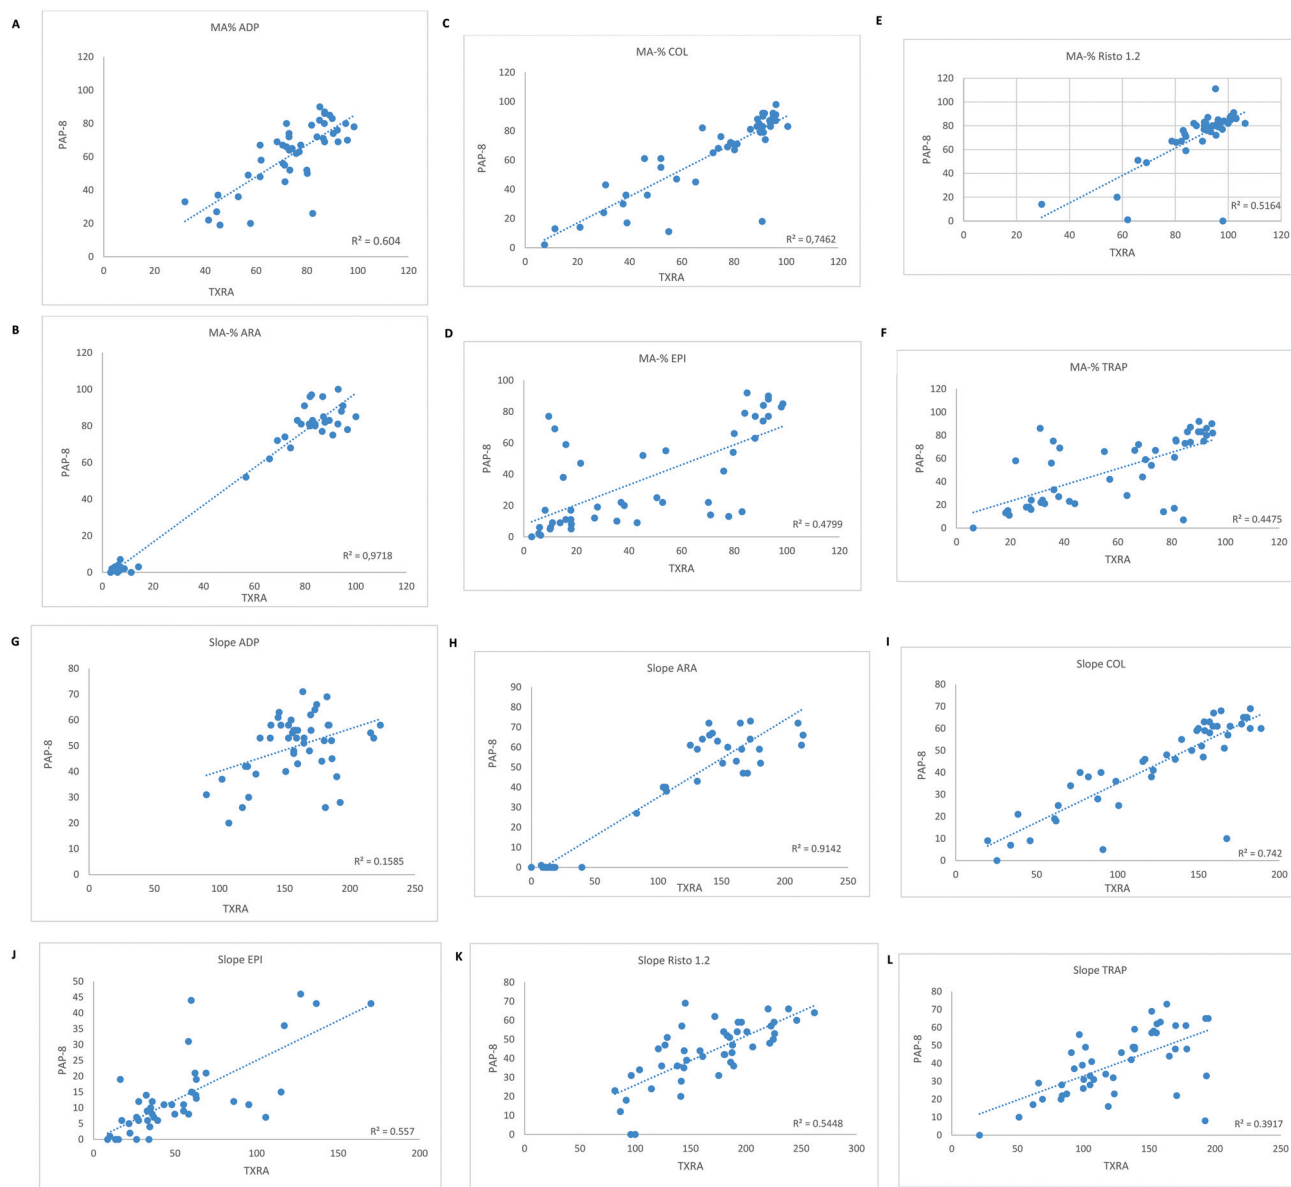 A
MA% ADP
PAP-8
120
100
80
60
40
20
0
0 20 40 60 80 100 120
TXRA
R² = 0.604
C
MA-% COL
PAP-8
120
100
80
60
40
20
0
0 20 40 60 80 100 120
TXRA
R² = 0,7462
E
MA-% Risto 1.2
PAP-8
120
100
80
60
40
20
0
0 20 40 60 80 100 120
TXRA
R² = 0.5164
B
MA-% ARA
PAP-8
120
100
80
60
40
20
0
0 20 40 60 80 100 120
TXRA
R² = 0,9718
D
MA-% EPI
PAP-8
100
90
80
70
60
50
40
30
20
10
0
0 20 40 60 80 100 120
TXRA
R² = 0.4799
F
MA-% TRAP
PAP-8
120
100
80
60
40
20
0
0 20 40 60 80 100 120
TXRA
R² = 0.4475
G
Slope ADP
PAP-8
80
70
60
50
40
30
20
10
0
0 50 100 150 200 250
TXRA
R² = 0.1585
H
Slope ARA
PAP-8
90
80
70
60
50
40
30
20
10
0
0 50 100 150 200 250
TXRA
R² = 0.9142
I
Slope COL
PAP-8
80
70
60
50
40
30
20
10
0
0 50 100 150 200
TXRA
R² = 0.742
J
Slope EPI
PAP-8
50
45
40
35
30
25
20
15
10
5
0
0 50 100 150 200
TXRA
R² = 0.557
K
Slope Risto 1.2
PAP-8
80
70
60
50
40
30
20
10
0
0 50 100 150 200 250 300
TXRA
R² = 0.5448
L
Slope TRAP
PAP-8
80
70
60
50
40
30
20
10
0
0 50 100 150 200 250
TXRA
R² = 0.3917